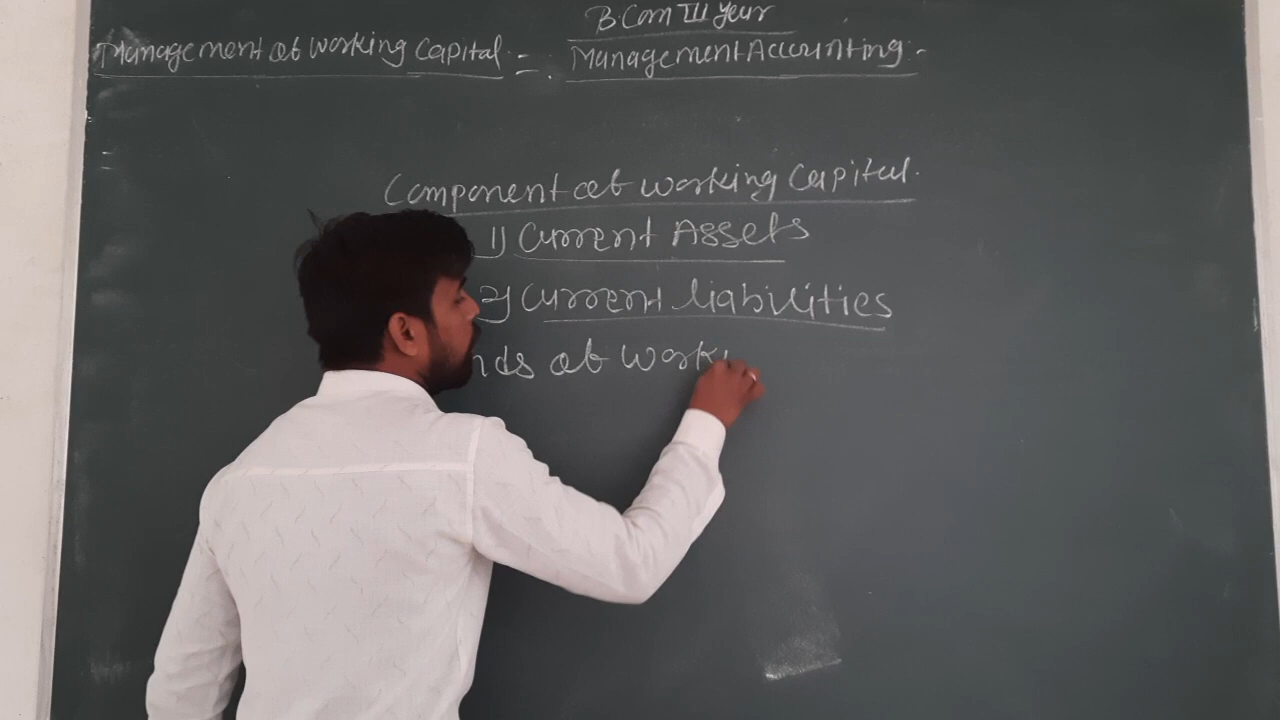 B.Com III year
Management of working Capital :- Management Accounting :-
Component of working Capital.
1) Current Assets
2) Current liabilities
nds of Work